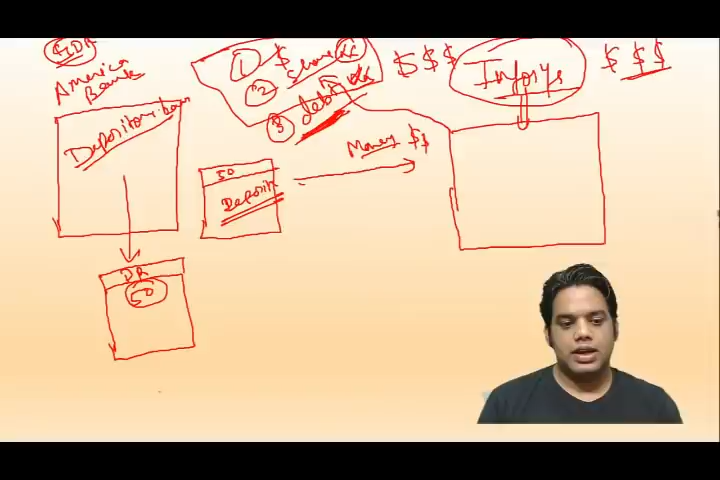 GDR
America
Bank
Depository bank
DR
50
50
Deposit
① $
② Share
③ debt
Money $$
$$$
Infosys
$ $$